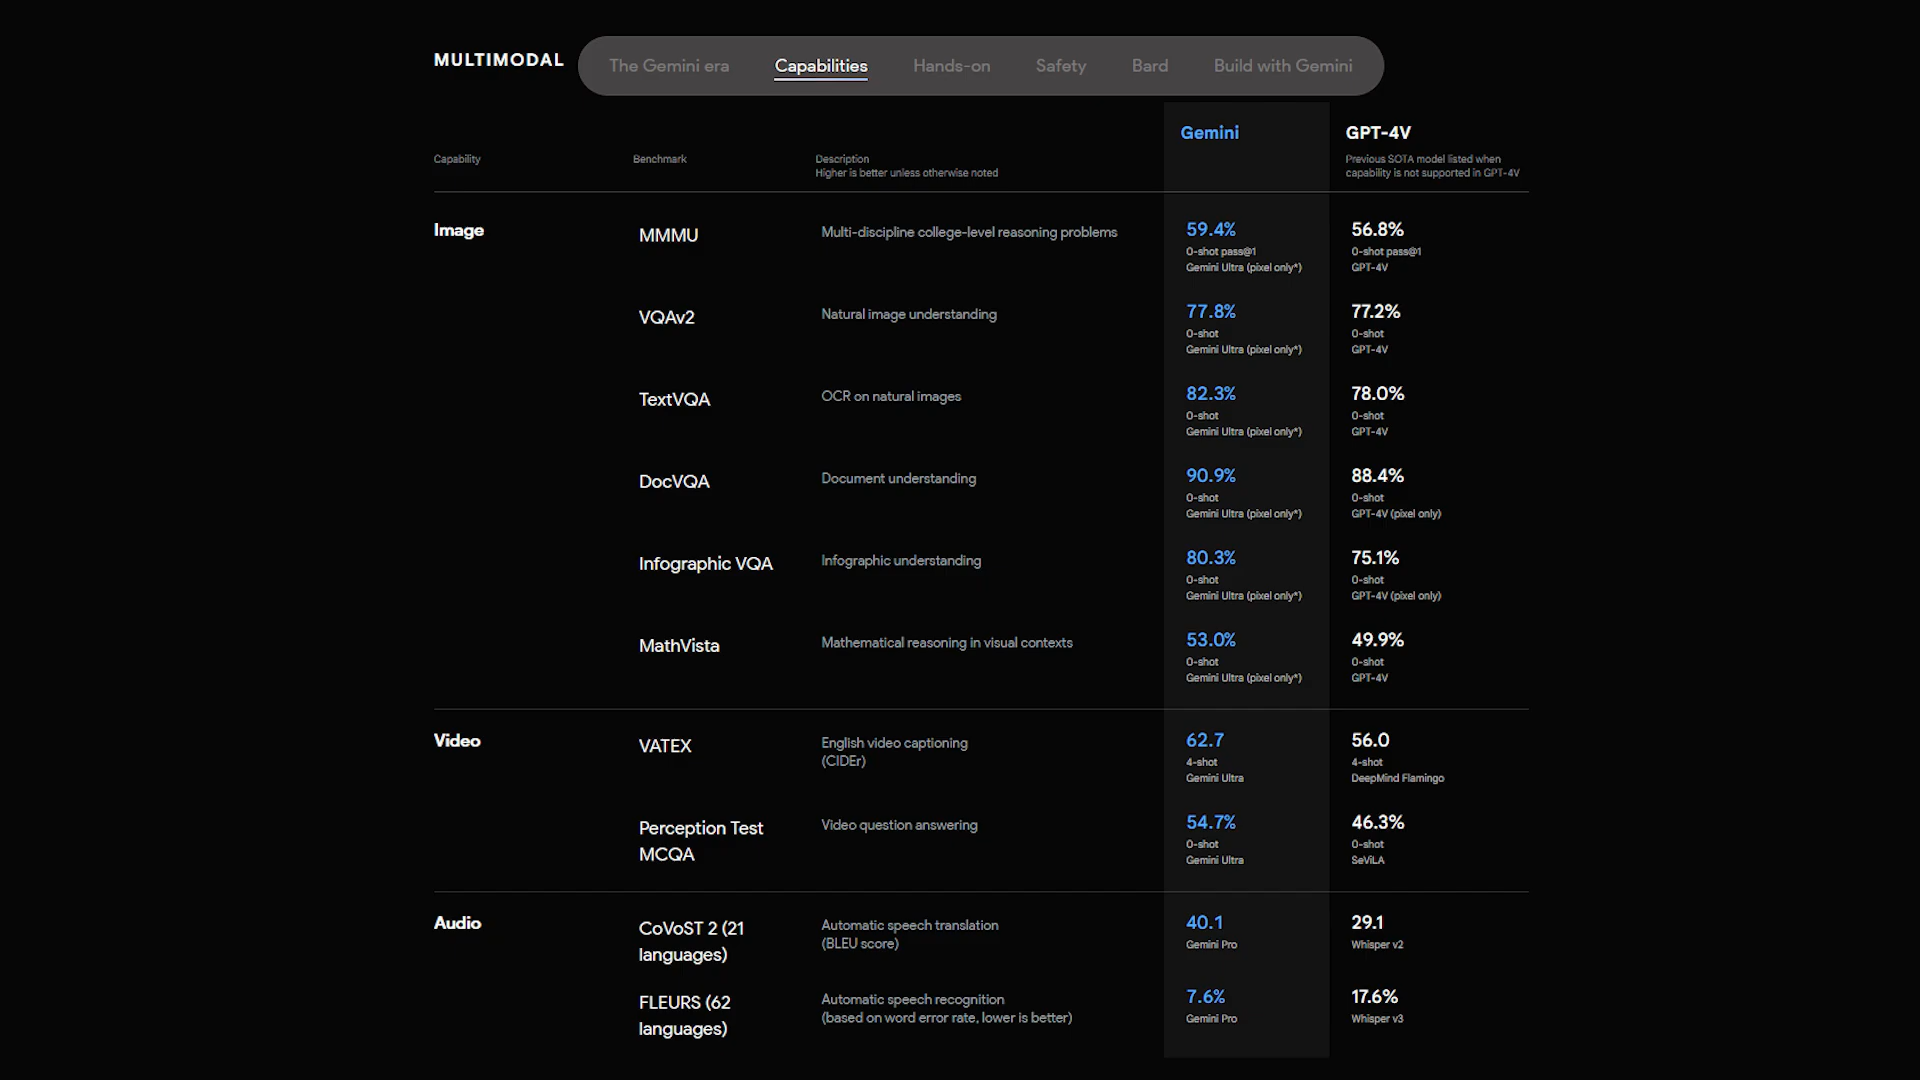 MULTIMODAL
The Gemini era Capabilities Hands-on Safety Bard Build with Gemini
Gemini GPT-4V
Capability Benchmark Description Previous SOTA model listed when
Higher is better unless otherwise noted capability is not supported in GPT-4V
Image MMMU Multi-discipline college-level reasoning problems 59.4% 56.8%
0-shot pass@1 0-shot pass@1
Gemini Ultra (pixel only*) GPT-4V
VQAv2 Natural image understanding 77.8% 77.2%
0-shot 0-shot
Gemini Ultra (pixel only*) GPT-4V
TextVQA OCR on natural images 82.3% 78.0%
0-shot 0-shot
Gemini Ultra (pixel only*) GPT-4V
DocVQA Document understanding 90.9% 88.4%
0-shot 0-shot
Gemini Ultra (pixel only*) GPT-4V (pixel only)
Infographic VQA Infographic understanding 80.3% 75.1%
0-shot 0-shot
Gemini Ultra (pixel only*) GPT-4V (pixel only)
MathVista Mathematical reasoning in visual contexts 53.0% 49.9%
0-shot 0-shot
Gemini Ultra (pixel only*) GPT-4V
Video VATEX English video captioning 62.7 56.0
(CIDEr) 4-shot 4-shot
Gemini Ultra DeepMind Flamingo
Perception Test Video question answering 54.7% 46.3%
MCQA 0-shot 0-shot
Gemini Ultra SeViLA
Audio CoVoST 2 (21 Automatic speech translation 40.1 29.1
languages) (BLEU score) Gemini Pro Whisper v2
FLEURS (62 Automatic speech recognition 7.6% 17.6%
languages) (based on word error rate, lower is better) Gemini Pro Whisper v3